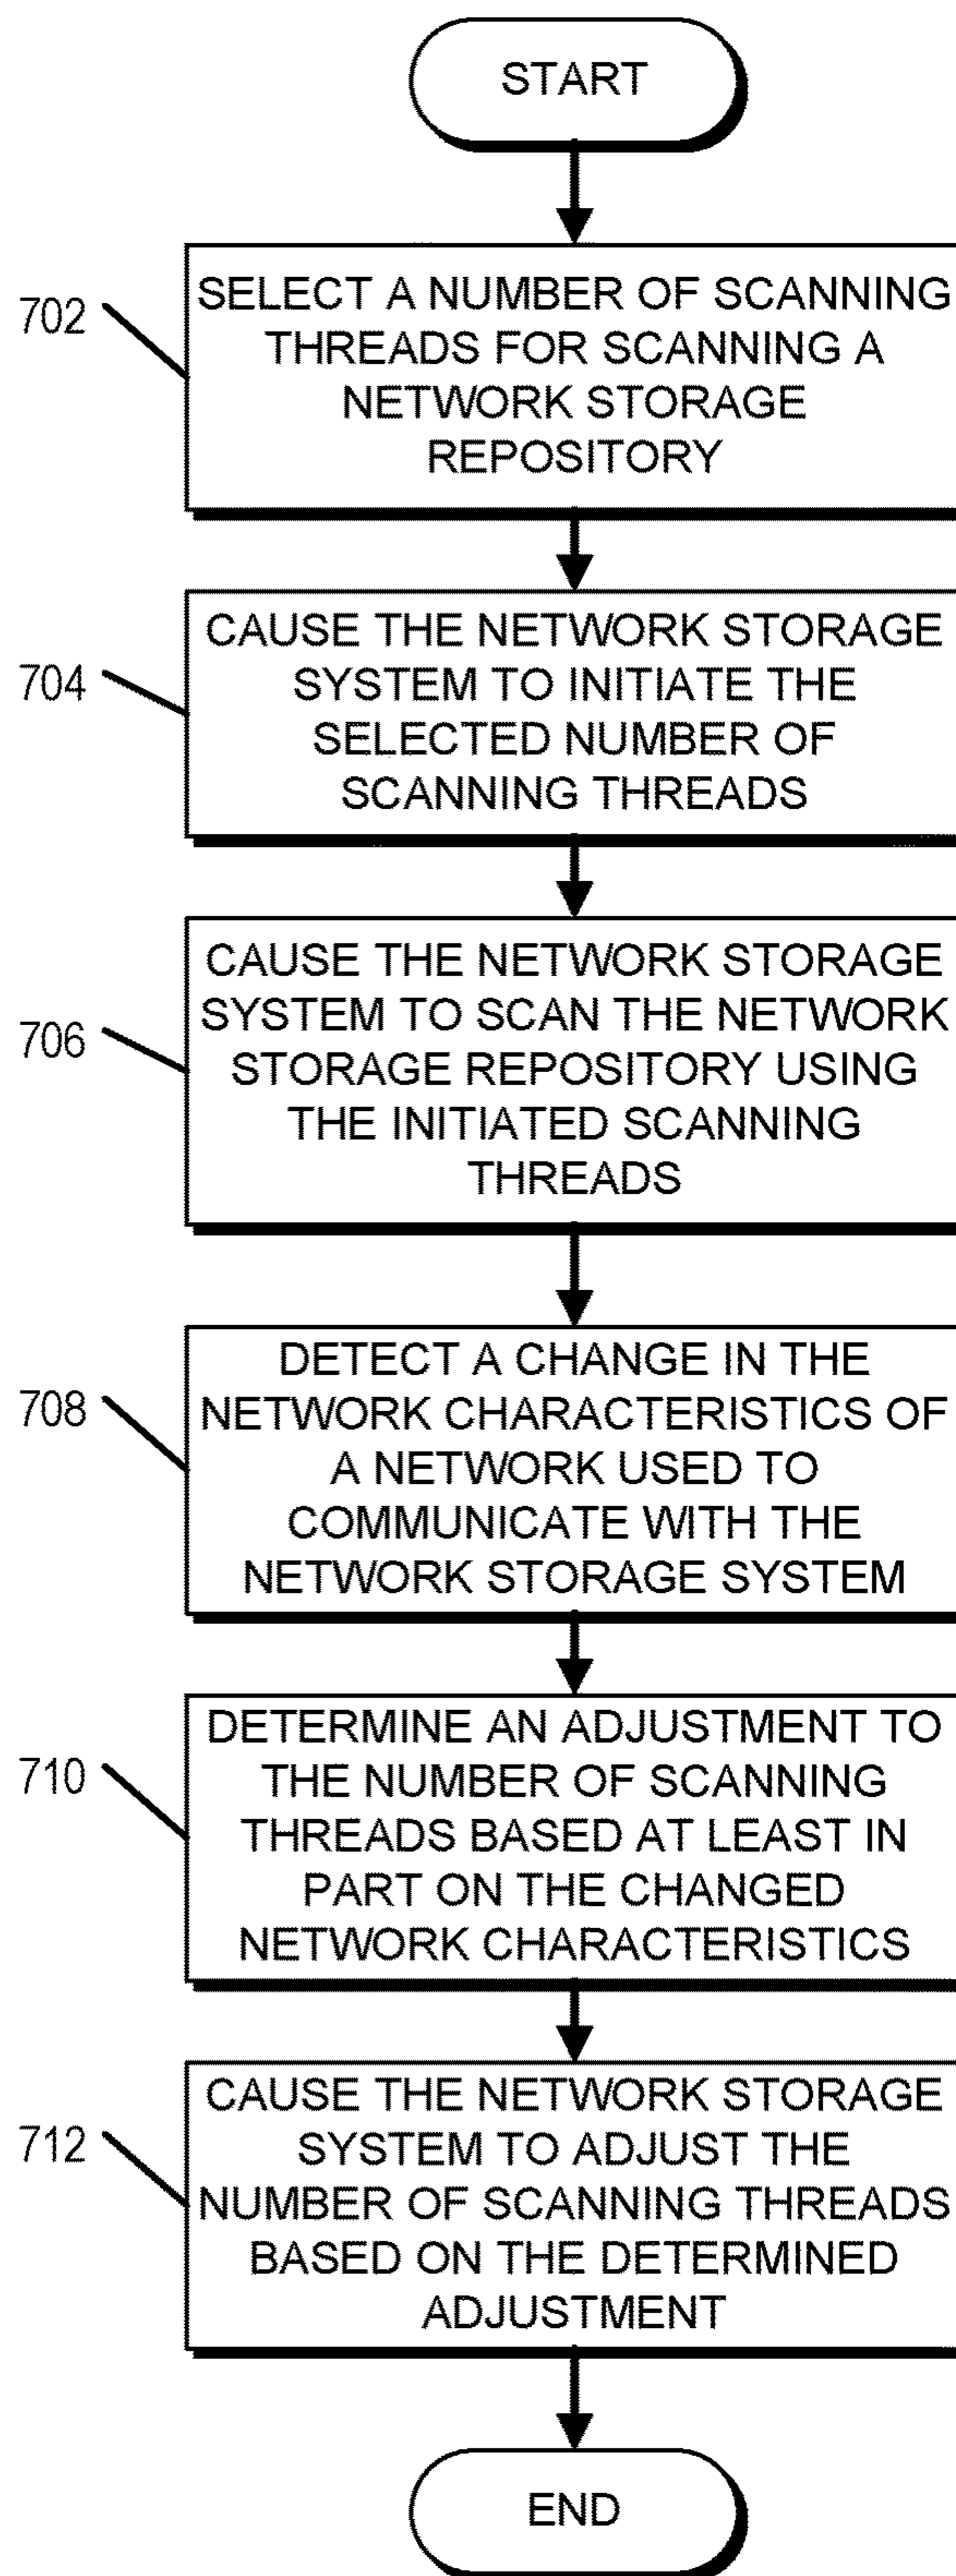 START
702
SELECT A NUMBER OF SCANNING
THREADS FOR SCANNING A
NETWORK STORAGE
REPOSITORY
704
CAUSE THE NETWORK STORAGE
SYSTEM TO INITIATE THE
SELECTED NUMBER OF
SCANNING THREADS
706
CAUSE THE NETWORK STORAGE
SYSTEM TO SCAN THE NETWORK
STORAGE REPOSITORY USING
THE INITIATED SCANNING
THREADS
708
DETECT A CHANGE IN THE
NETWORK CHARACTERISTICS OF
A NETWORK USED TO
COMMUNICATE WITH THE
NETWORK STORAGE SYSTEM
710
DETERMINE AN ADJUSTMENT TO
THE NUMBER OF SCANNING
THREADS BASED AT LEAST IN
PART ON THE CHANGED
NETWORK CHARACTERISTICS
712
CAUSE THE NETWORK STORAGE
SYSTEM TO ADJUST THE
NUMBER OF SCANNING THREADS
BASED ON THE DETERMINED
ADJUSTMENT
END